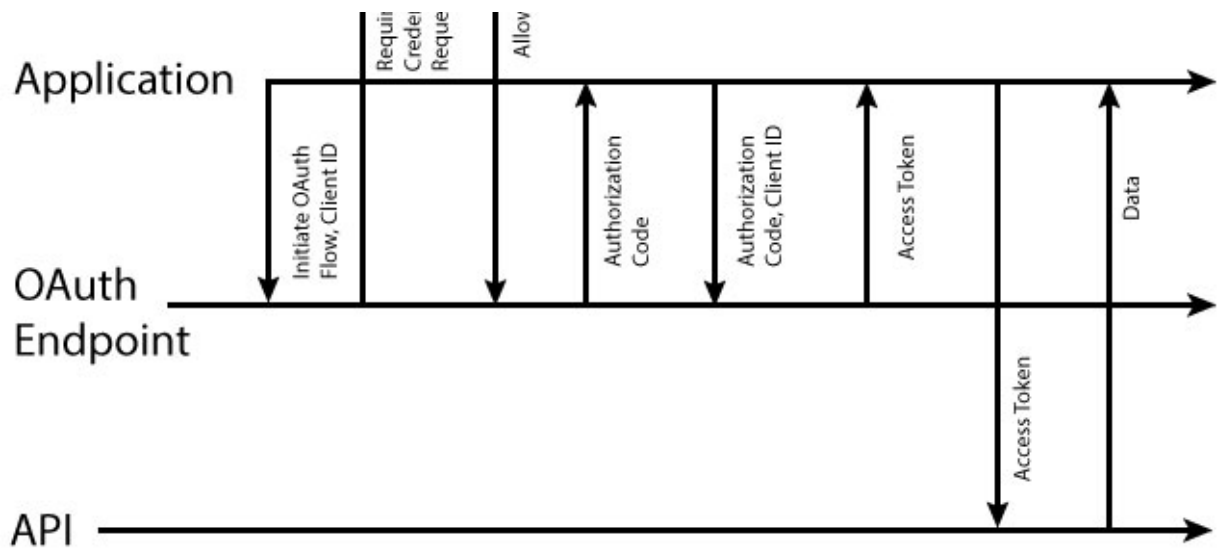 Application
OAuth
Endpoint
API
Initiate OAuth
Flow, Client ID
Authorization
Code
Authorization
Code, Client ID
Access Token
Access Token
Data